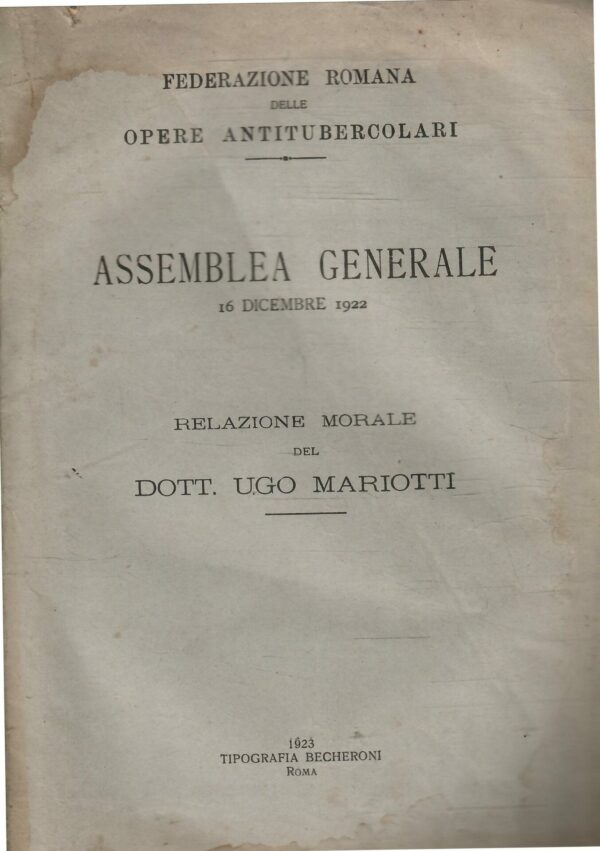 FEDERAZIONE ROMANA
DELLE
OPERE ANTITUBERCOLARI
ASSEMBLEA GENERALE
16 DICEMBRE 1922
RELAZIONE MORALE
DEL
DOTT. UGO MARIOTTI
1923
TIPOGRAFIA BECHERONI
ROMA